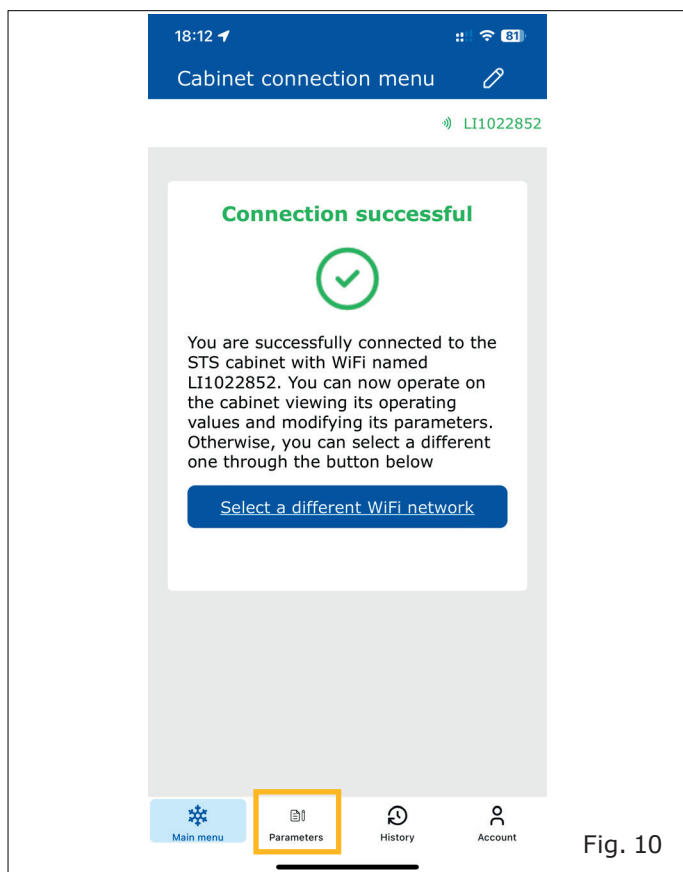 18:12 81
Cabinet connection menu
LI1022852
Connection successful
You are successfully connected to the
STS cabinet with WiFi named
LI1022852. You can now operate on
the cabinet viewing its operating
values and modifying its parameters.
Otherwise, you can select a different
one through the button below
Select a different WiFi network
Main menu Parameters History Account
Fig. 10